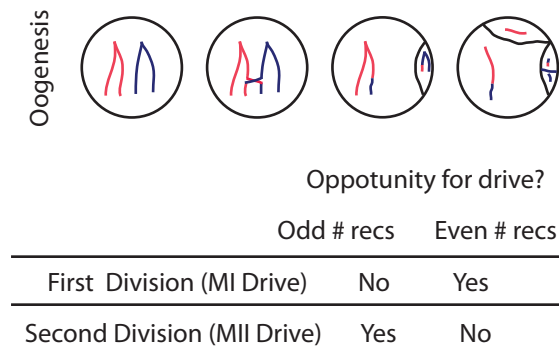 Oogenesis
Oppotunity for drive?
Odd # recs Even # recs
First Division (MI Drive) No Yes
Second Division (MII Drive) Yes No